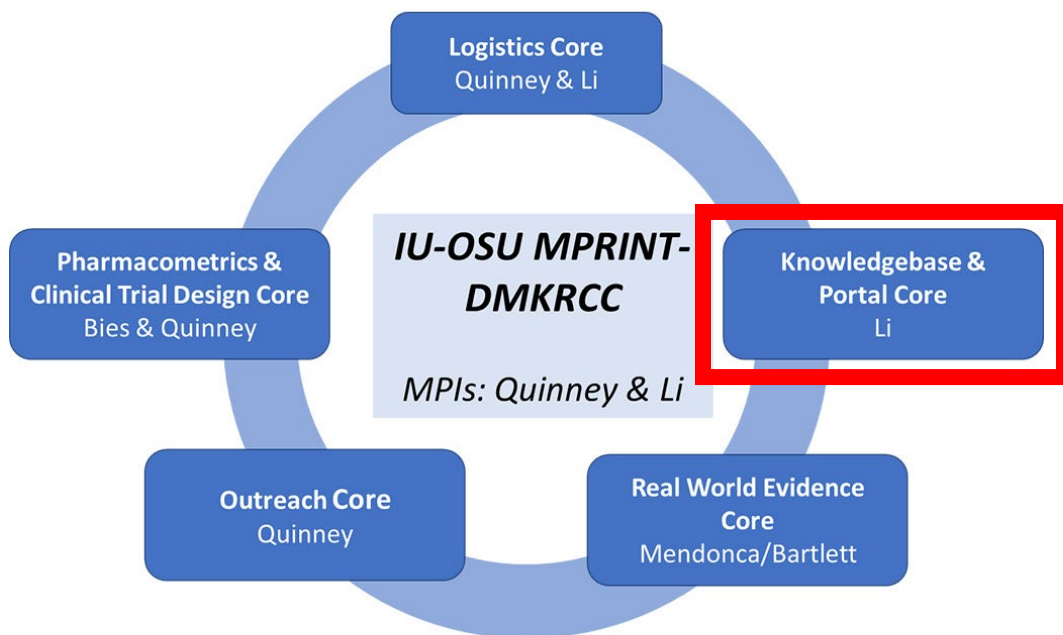 Logistics Core
Quinney & Li
IU-OSU MPRINT-
DMKRCC
MPIs: Quinney & Li
Pharmacometrics &
Clinical Trial Design Core
Bies & Quinney
Knowledgebase &
Portal Core
Li
Outreach Core
Quinney
Real World Evidence
Core
Mendonca/Bartlett